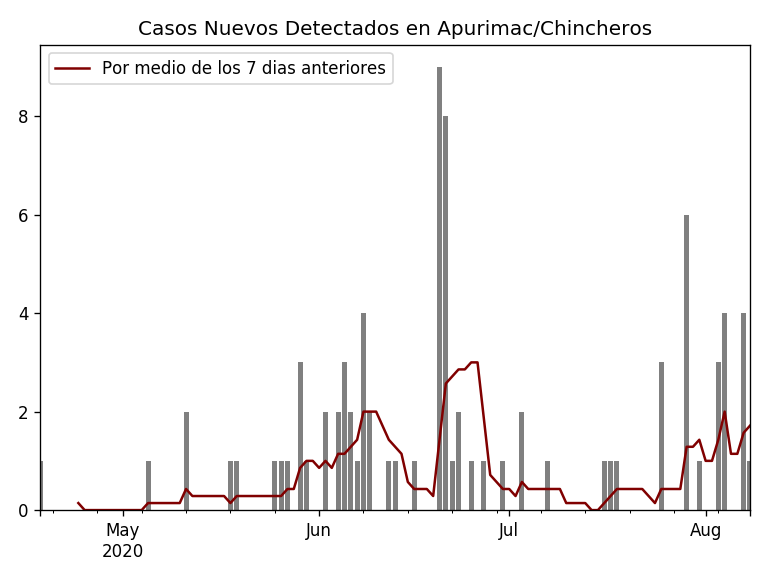 Casos Nuevos Detectados en Apurimac/Chincheros
Por medio de los 7 dias anteriores
8
6
4
2
0
May
2020
Jun
Jul
Aug